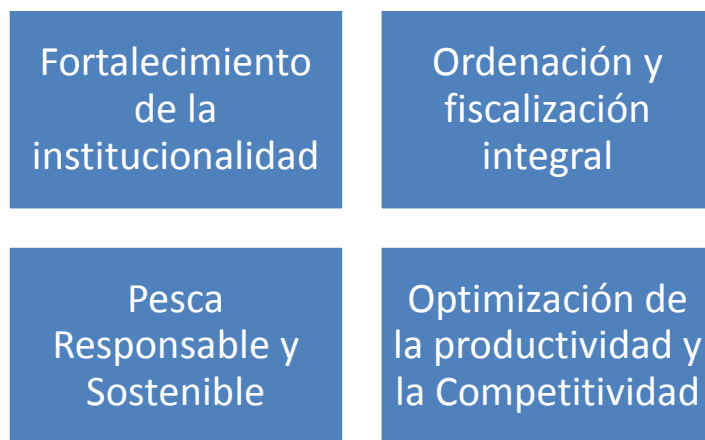 Fortalecimiento
de la
institucionalidad
Ordenación y
fiscalización
integral
Pesca
Responsable y
Sostenible
Optimización de
la productividad y
la Competitividad